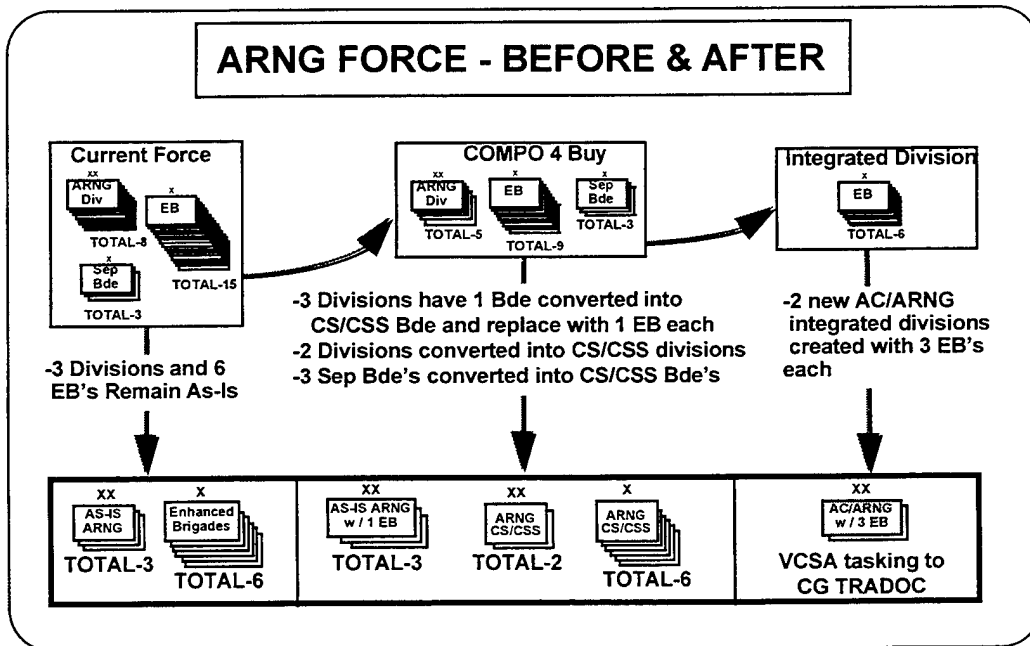 ARNG FORCE - BEFORE & AFTER
Current Force
xx
ARNG
Div
TOTAL-8
x
EB
TOTAL-15
x
Sep
Bde
TOTAL-3
COMPO 4 Buy
xx
ARNG
Div
TOTAL-5
x
EB
TOTAL-9
x
Sep
Bde
TOTAL-3
Integrated Division
x
EB
TOTAL-6
-3 Divisions and 6
EB's Remain As-Is
-3 Divisions have 1 Bde converted into
CS/CSS Bde and replace with 1 EB each
-2 Divisions converted into CS/CSS divisions
-3 Sep Bde's converted into CS/CSS Bde's
-2 new AC/ARNG
integrated divisions
created with 3 EB's
each
XX
AS-IS
ARNG
TOTAL-3
X
Enhanced
Brigades
TOTAL-6
XX
AS-IS ARNG
w / 1 EB
TOTAL-3
XX
ARNG
CS/CSS
TOTAL-2
X
ARNG
CS/CSS
TOTAL-6
XX
AC/ARNG
w / 3 EB
VCSA tasking to
CG TRADOC